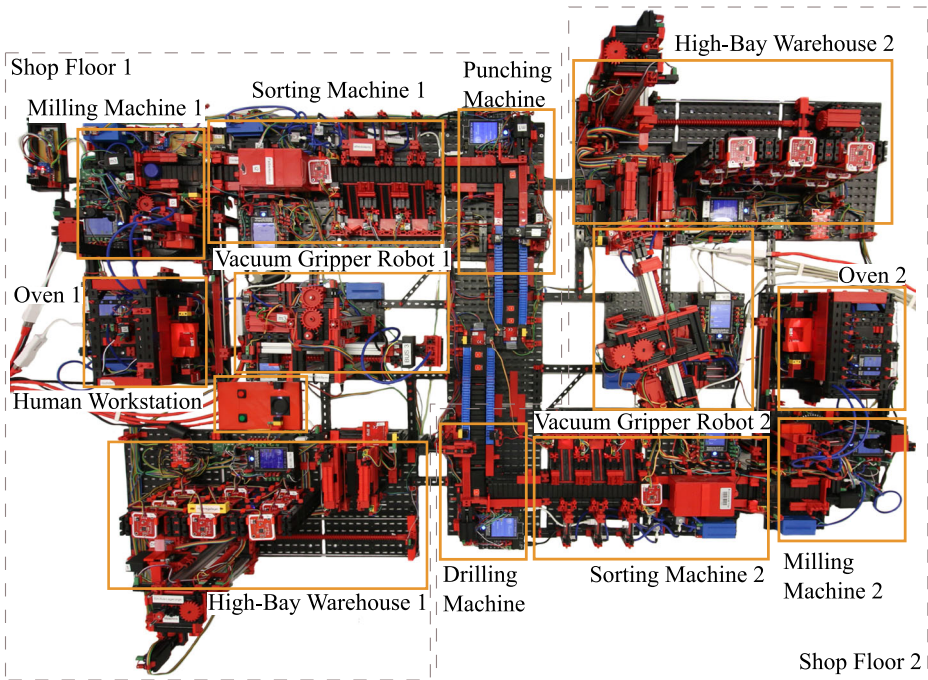 Shop Floor 1
Milling Machine 1
Sorting Machine 1
Punching
Machine
High-Bay Warehouse 2
Vacuum Gripper Robot 1
Oven 1
Oven 2
Human Workstation
Vacuum Gripper Robot 2
Drilling
Machine
Sorting Machine 2
Milling
Machine 2
High-Bay Warehouse 1
Shop Floor 2